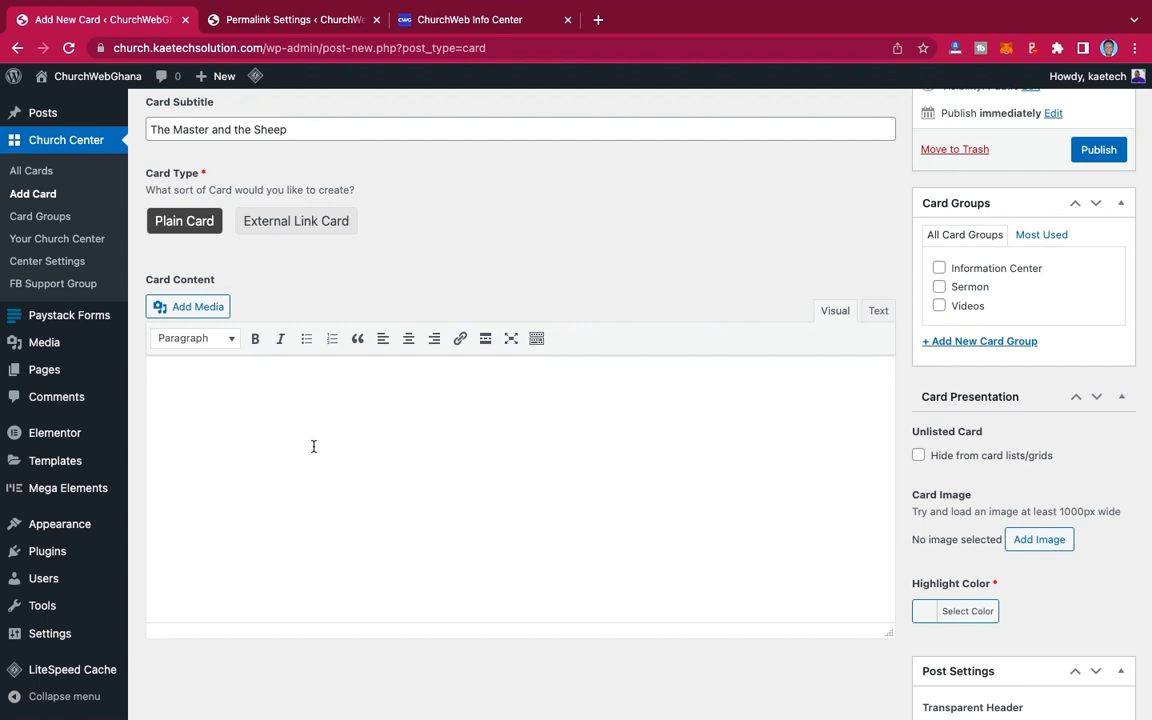 Add New Card ‹ ChurchWebGh
Permalink Settings ‹ ChurchWe
CWG
ChurchWeb Info Center
church.kaetechsolution.com/wp-admin/post-new.php?post_type=card
ChurchWebGhana
0
New
Howdy, kaetech
Posts
Church Center
All Cards
Add Card
Card Groups
Your Church Center
Center Settings
FB Support Group
Paystack Forms
Media
Pages
Comments
Elementor
Templates
Mega Elements
Appearance
Plugins
Users
Tools
Settings
LiteSpeed Cache
Collapse menu
Card Subtitle
The Master and the Sheep
Card Type *
What sort of Card would you like to create?
Plain Card
External Link Card
Card Content
Add Media
Visual
Text
Paragraph
Publish immediately Edit
Move to Trash
Publish
Card Groups
All Card Groups
Most Used
Information Center
Sermon
Videos
+ Add New Card Group
Card Presentation
Unlisted Card
Hide from card lists/grids
Card Image
Try and load an image at least 1000px wide
No image selected
Add Image
Highlight Color *
Select Color
Post Settings
Transparent Header